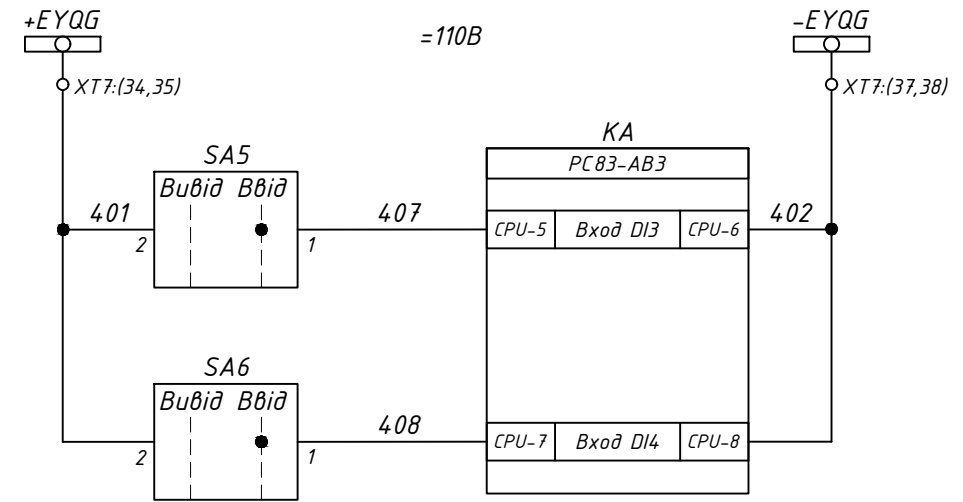 +EYQG
=110В
-EYQG
XT7:(34,35)
XT7:(37,38)
KA
РС83-АВ3
SA5
Вивід Ввід
401
2
1
407
CPU-5 Вход DI3 CPU-6
402
SA6
Вивід Ввід
2
1
408
CPU-7 Вход DI4 CPU-8